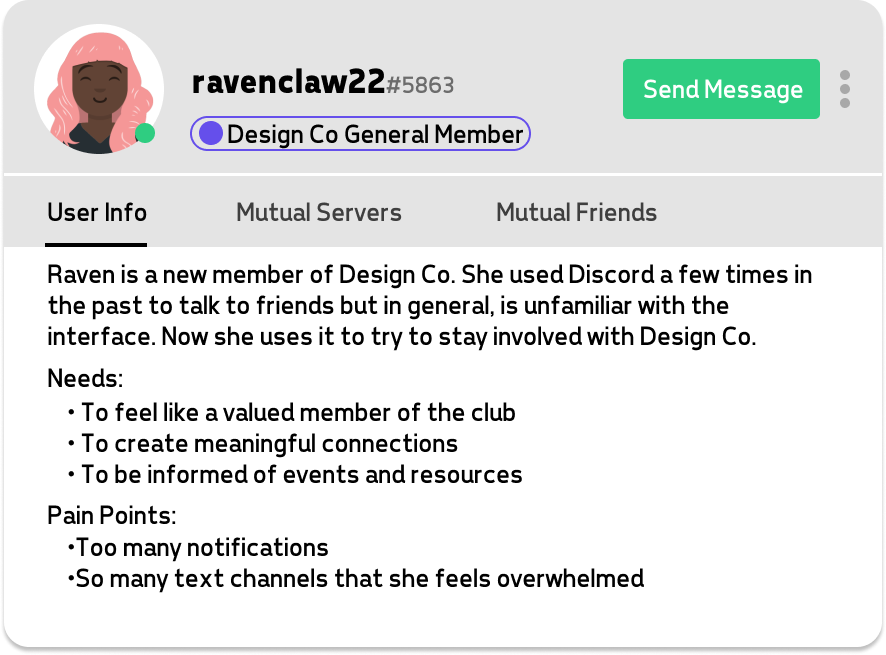 ravenclaw22#5863
Send Message
Design Co General Member
User Info
Mutual Servers
Mutual Friends
Raven is a new member of Design Co. She used Discord a few times in
the past to talk to friends but in general, is unfamiliar with the
interface. Now she uses it to try to stay involved with Design Co.
Needs:
• To feel like a valued member of the club
• To create meaningful connections
• To be informed of events and resources
Pain Points:
•Too many notifications
•So many text channels that she feels overwhelmed